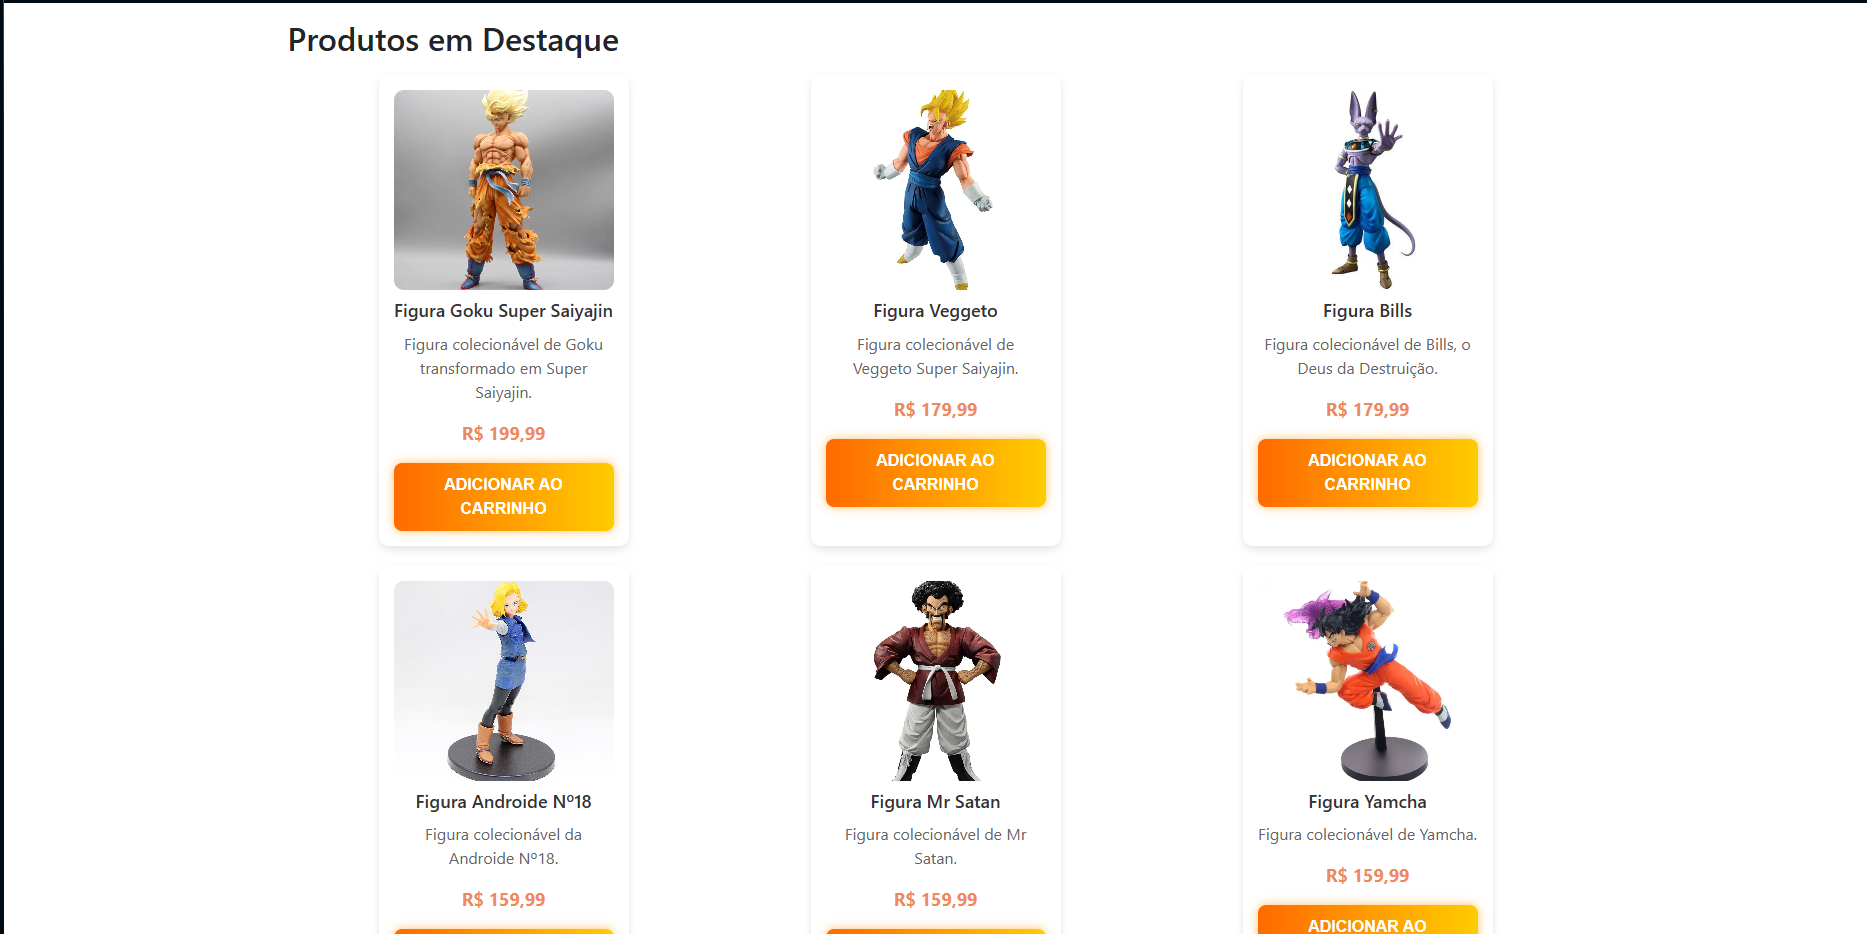 Produtos em Destaque
Figura Goku Super Saiyajin
Figura colecionável de Goku
transformado em Super
Saiyajin.
R$ 199,99
ADICIONAR AO
CARRINHO
Figura Veggeto
Figura colecionável de
Veggeto Super Saiyajin.
R$ 179,99
ADICIONAR AO
CARRINHO
Figura Bills
Figura colecionável de Bills, o
Deus da Destruição.
R$ 179,99
ADICIONAR AO
CARRINHO
Figura Androide Nº18
Figura colecionável da
Androide Nº18.
R$ 159,99
Figura Mr Satan
Figura colecionável de Mr
Satan.
R$ 159,99
Figura Yamcha
Figura colecionável de Yamcha.
R$ 159,99
ADICIONAR AO